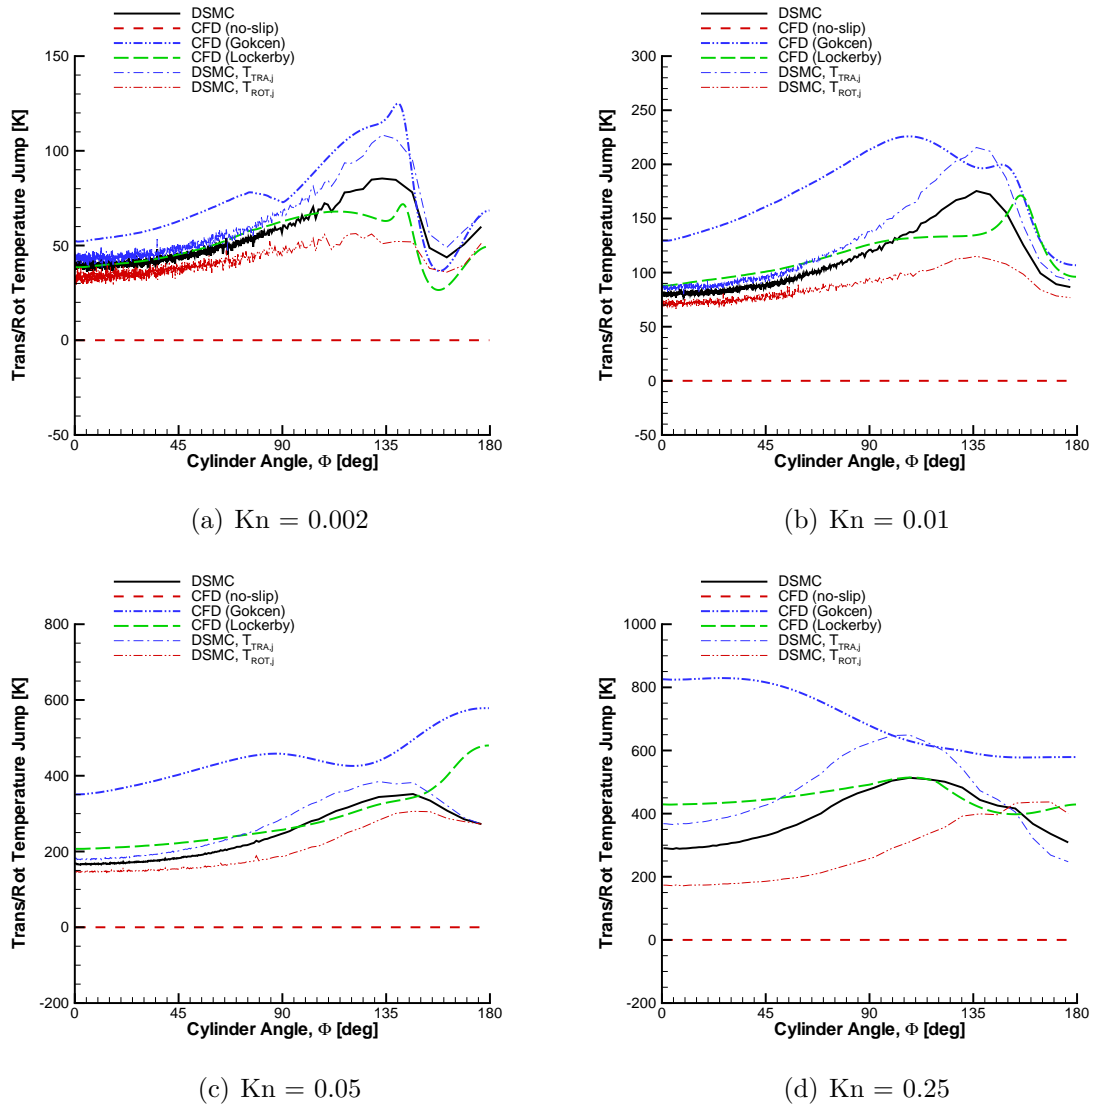 DSMC
CFD (no-slip)
CFD (Gokcen)
CFD (Lockerby)
DSMC, T_TRA,j
DSMC, T_ROT,j
150
100
50
0
-50
Trans/Rot Temperature Jump [K]
0 45 90 135 180
Cylinder Angle, Φ [deg]
(a) Kn = 0.002
DSMC
CFD (no-slip)
CFD (Gokcen)
CFD (Lockerby)
DSMC, T_TRA,j
DSMC, T_ROT,j
300
250
200
150
100
50
0
-50
Trans/Rot Temperature Jump [K]
0 45 90 135 180
Cylinder Angle, Φ [deg]
(b) Kn = 0.01
DSMC
CFD (no-slip)
CFD (Gokcen)
CFD (Lockerby)
DSMC, T_TRA,j
DSMC, T_ROT,j
800
600
400
200
0
-200
Trans/Rot Temperature Jump [K]
0 45 90 135 180
Cylinder Angle, Φ [deg]
(c) Kn = 0.05
DSMC
CFD (no-slip)
CFD (Gokcen)
CFD (Lockerby)
DSMC, T_TRA,j
DSMC, T_ROT,j
1000
800
600
400
200
0
-200
Trans/Rot Temperature Jump [K]
0 45 90 135 180
Cylinder Angle, Φ [deg]
(d) Kn = 0.25